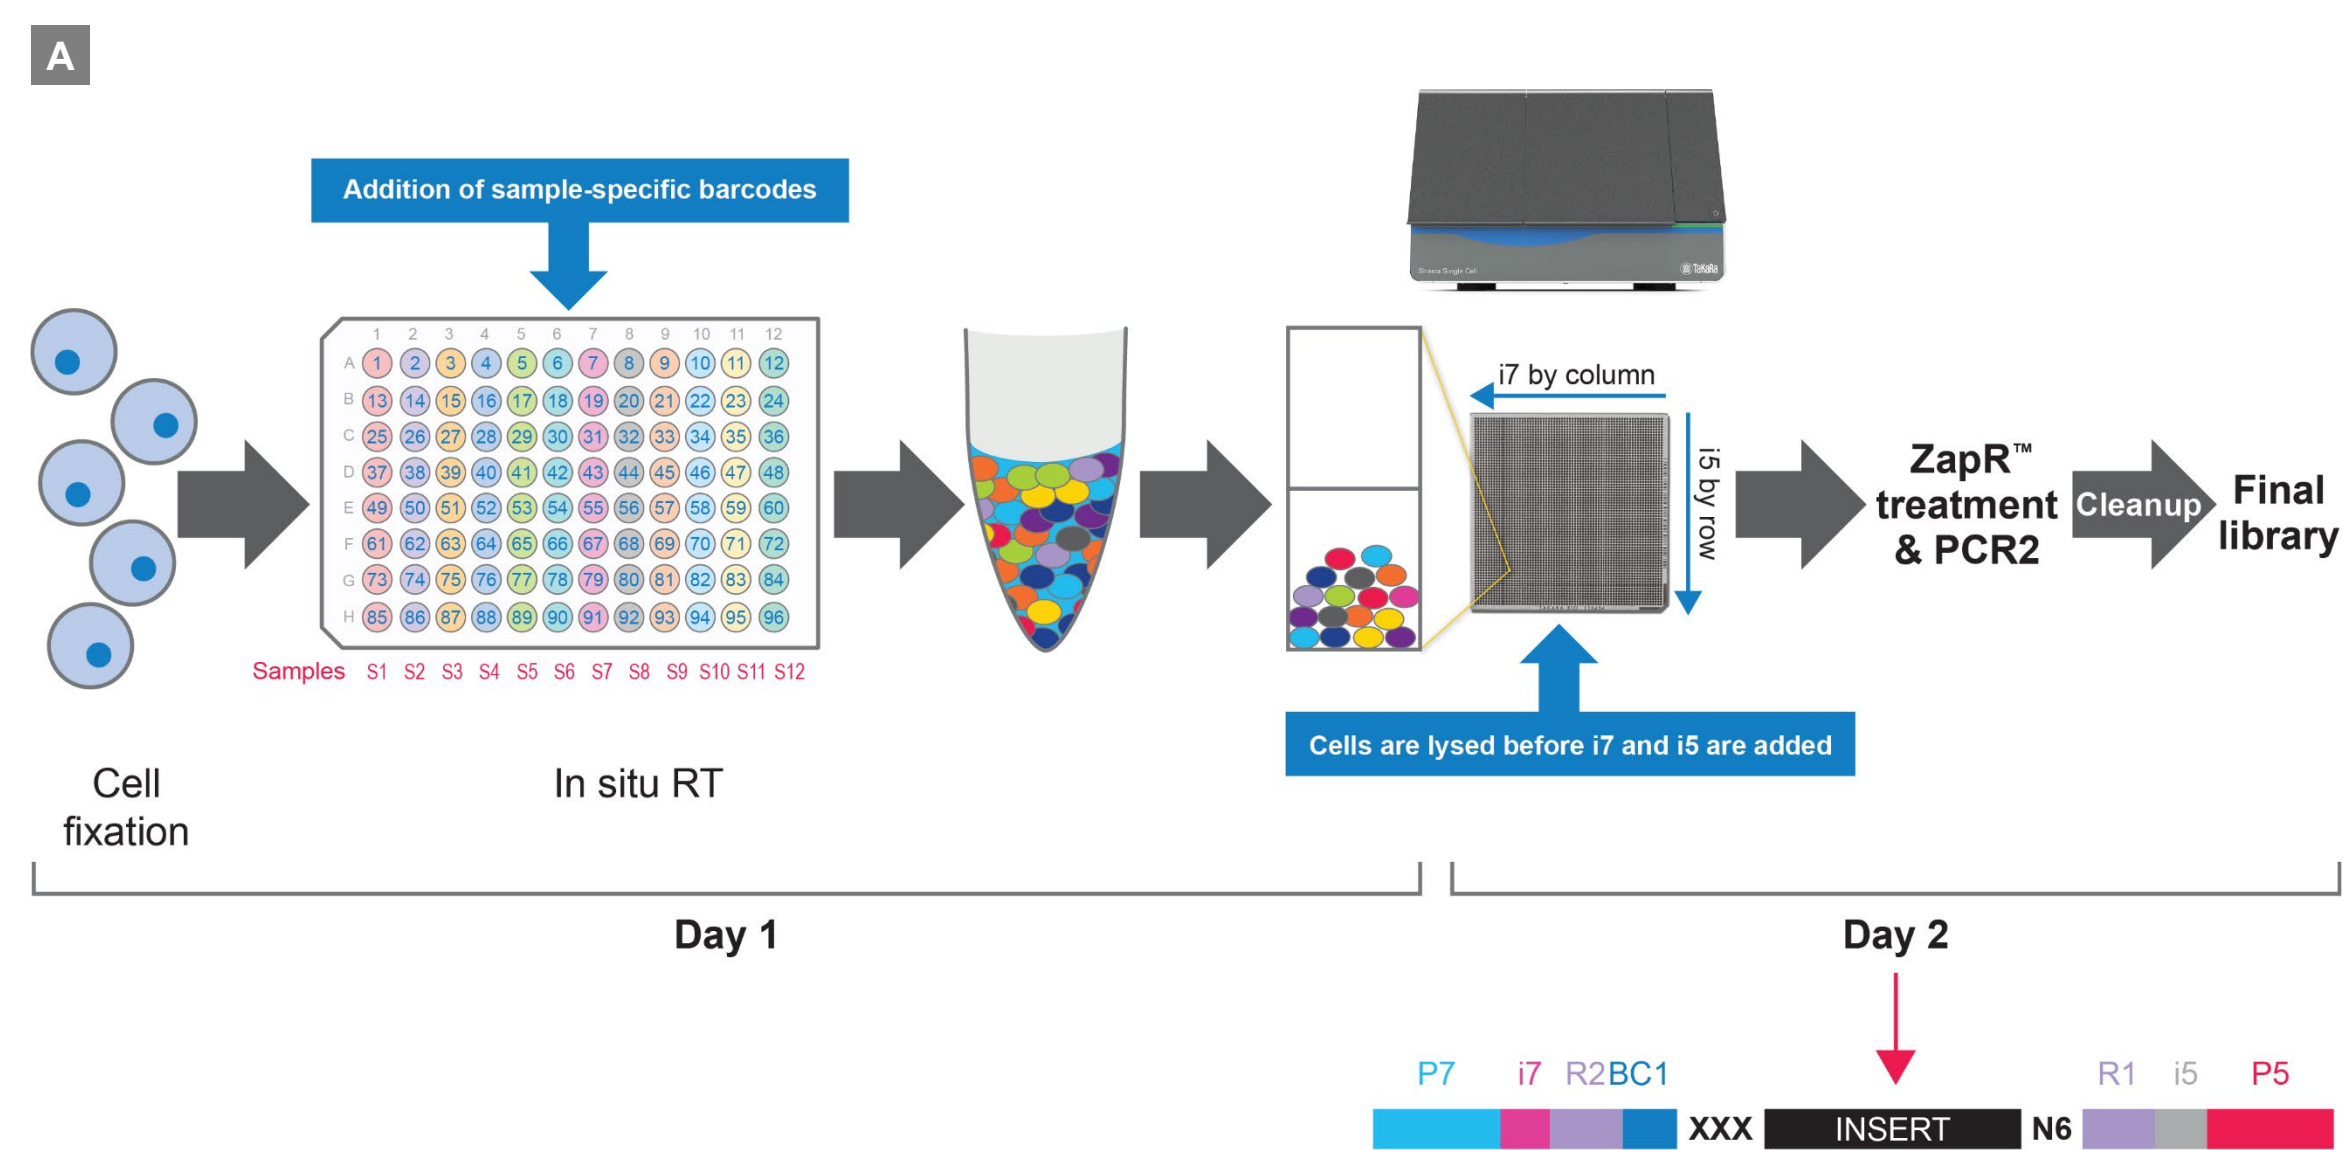 A
Addition of sample-specific barcodes
1 2 3 4 5 6 7 8 9 10 11 12
A 1 2 3 4 5 6 7 8 9 10 11 12
B 13 14 15 16 17 18 19 20 21 22 23 24
C 25 26 27 28 29 30 31 32 33 34 35 36
D 37 38 39 40 41 42 43 44 45 46 47 48
E 49 50 51 52 53 54 55 56 57 58 59 60
F 61 62 63 64 65 66 67 68 69 70 71 72
G 73 74 75 76 77 78 79 80 81 82 83 84
H 85 86 87 88 89 90 91 92 93 94 95 96
Samples S1 S2 S3 S4 S5 S6 S7 S8 S9 S10 S11 S12
Shasta Single Cell
TaKaRa
i7 by column
i5 by row
Cells are lysed before i7 and i5 are added
ZapR™
treatment
& PCR2
Cleanup
Final
library
Cell
fixation
In situ RT
Day 1
Day 2
P7 i7 R2 BC1 R1 i5 P5
XXX INSERT N6